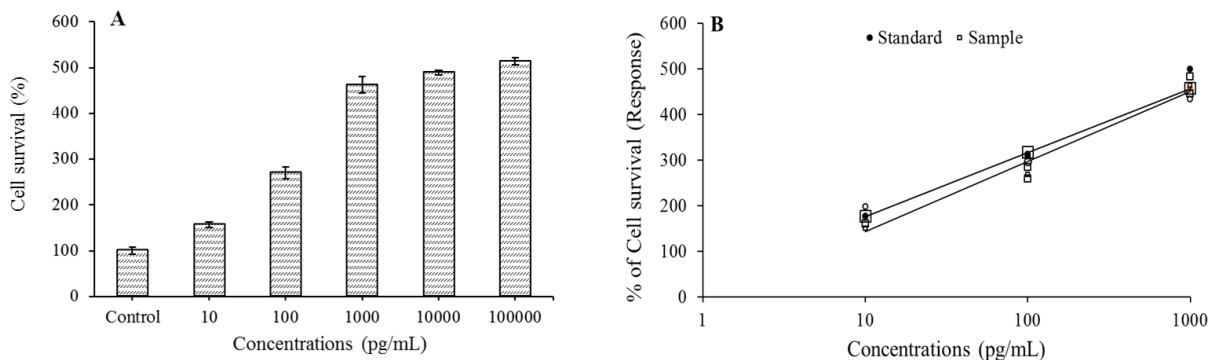 A
Cell survival (%)
600
500
400
300
200
100
0
Control 10 100 1000 10000 100000
Concentrations (pg/mL)
B
% of Cell survival (Response)
Standard Sample
600
500
400
300
200
100
0
1 10 100 1000
Concentrations (pg/mL)